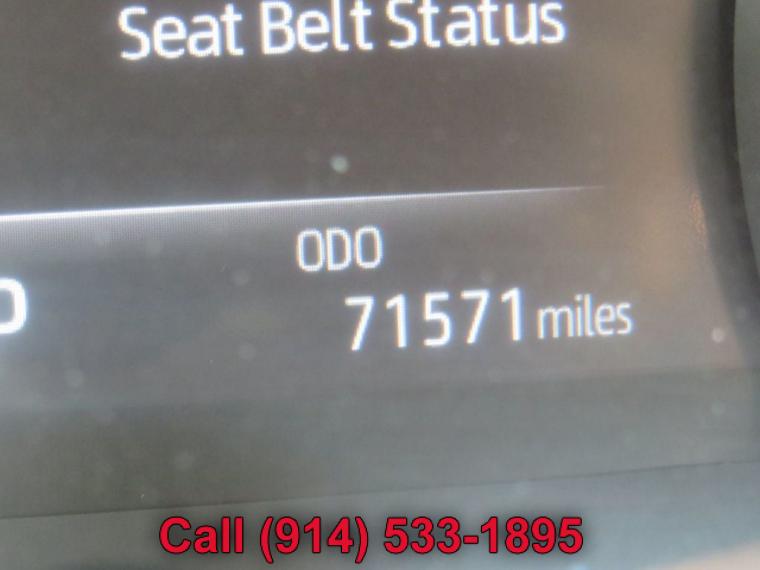 Seat Belt Status
ODO
71571 miles
Call (914) 533-1895